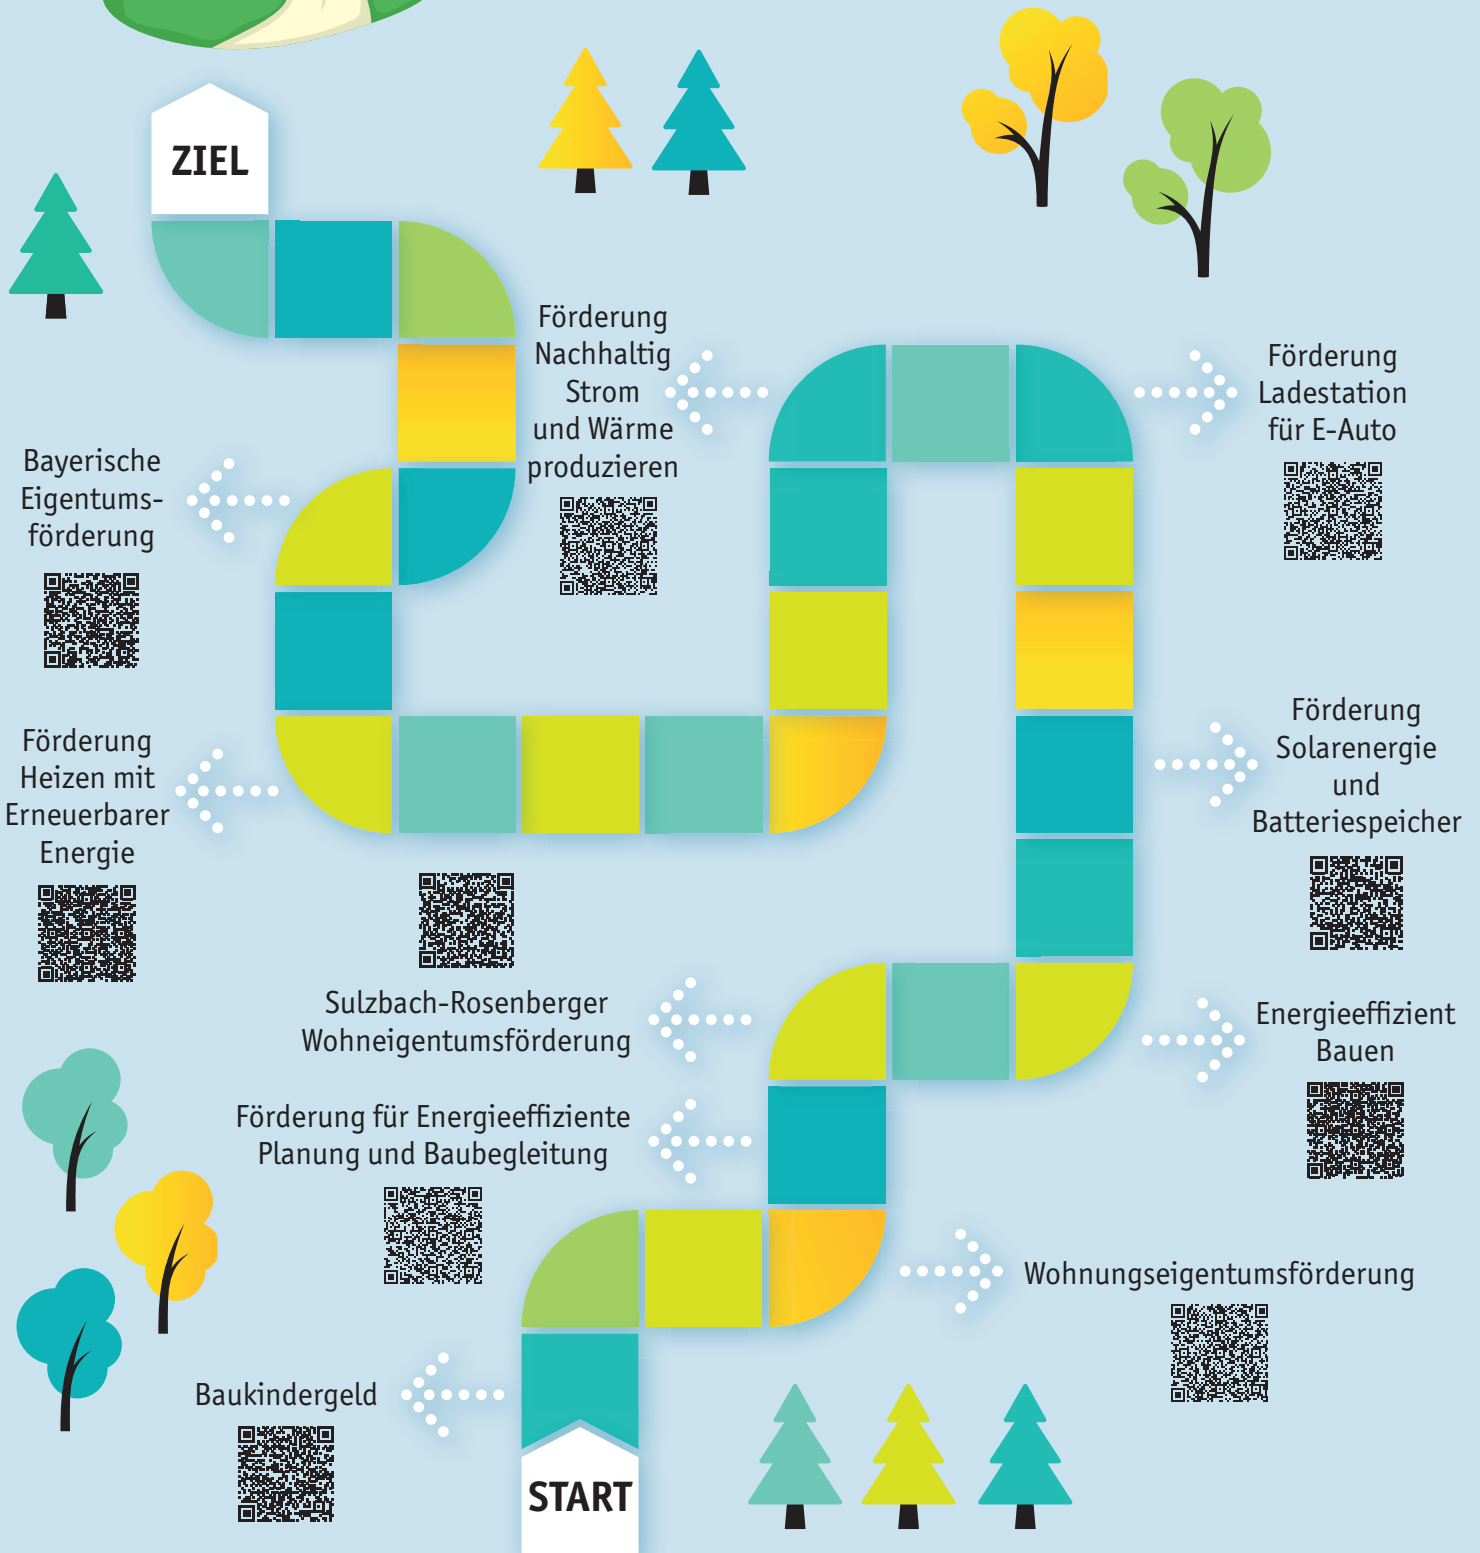 ZIEL
Förderung
Nachhaltig
Strom
und Wärme
produzieren
Förderung
Ladestation
für E-Auto
Bayerische
Eigentums-
förderung
Förderung
Heizen mit
Erneuerbarer
Energie
Förderung
Solarenergie
und
Batteriespeicher
Sulzbach-Rosenberger
Wohneigentumsförderung
Energieeffizient
Bauen
Förderung für Energieeffiziente
Planung und Baubegleitung
Wohnungseigentumsförderung
Baukindergeld
START